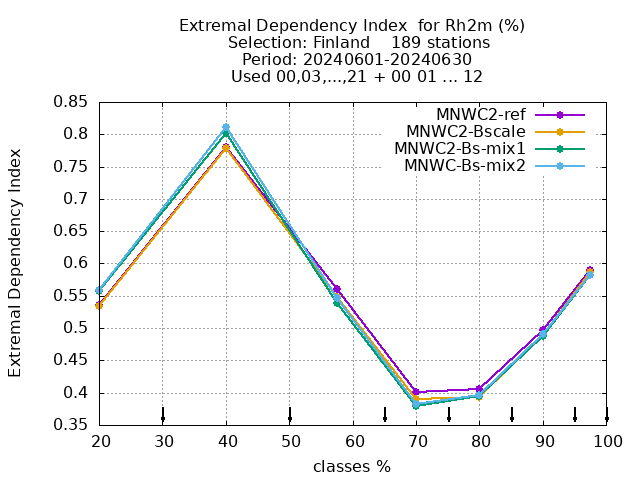 Extremal Dependency Index  for Rh2m (%)
Selection: Finland    189 stations
Period: 20240601-20240630
Used 00,03,...,21 + 00 01 ... 12
MNWC2-ref
MNWC2-Bscale
MNWC2-Bs-mix1
MNWC-Bs-mix2
Extremal Dependency Index
0.85
0.8
0.75
0.7
0.65
0.6
0.55
0.5
0.45
0.4
0.35
20 30 40 50 60 70 80 90 100
classes %